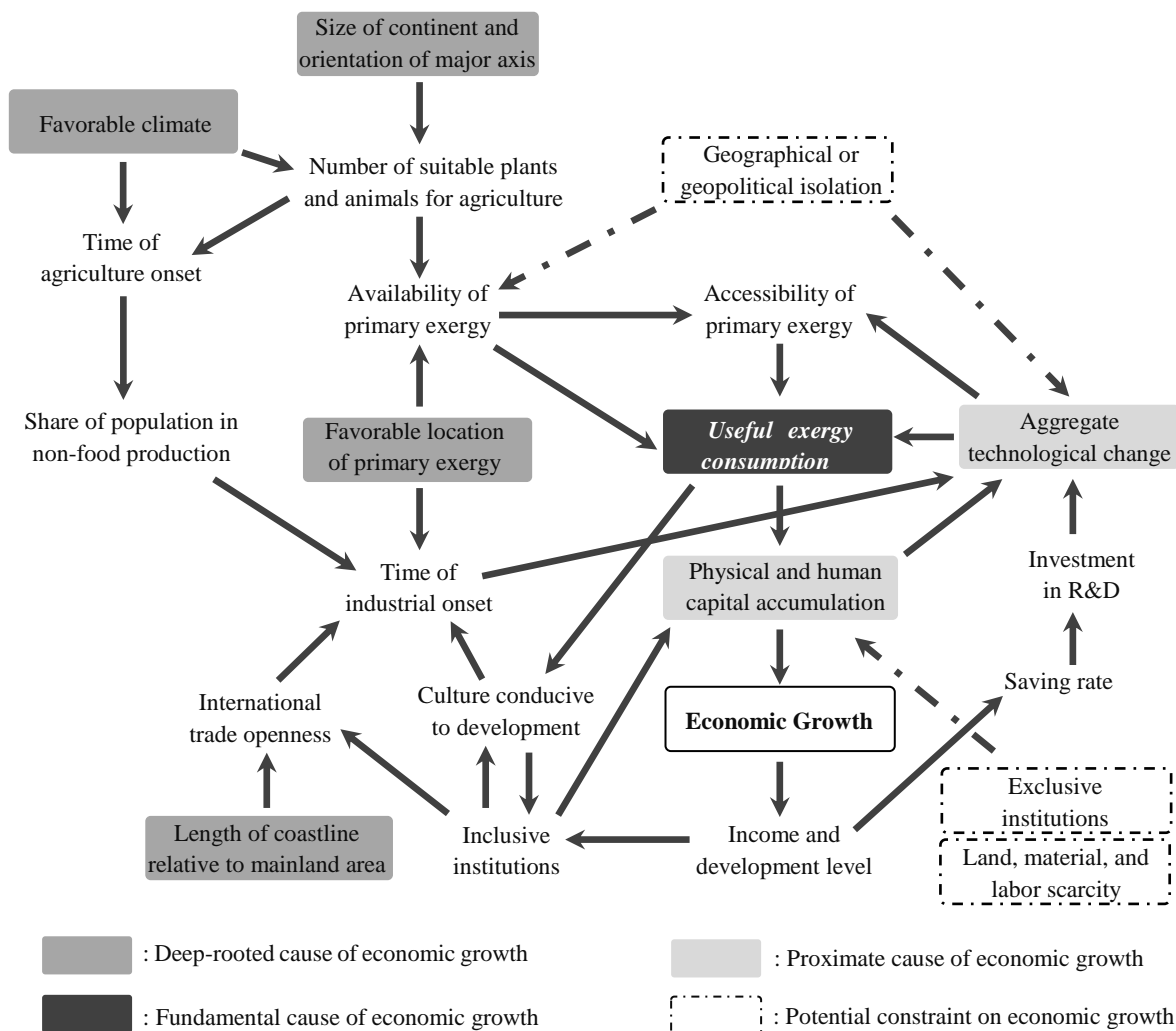 Size of continent and
orientation of major axis
Favorable climate
Number of suitable plants
and animals for agriculture
Geographical or
geopolitical isolation
Time of
agriculture onset
Availability of
primary exergy
Accessibility of
primary exergy
Share of population in
non-food production
Favorable location
of primary exergy
Useful exergy
consumption
Aggregate
technological change
Time of
industrial onset
Physical and human
capital accumulation
Investment
in R&D
International
trade openness
Culture conducive
to development
Economic Growth
Saving rate
Length of coastline
relative to mainland area
Inclusive
institutions
Income and
development level
Exclusive
institutions
Land, material, and
labor scarcity
: Deep-rooted cause of economic growth
: Proximate cause of economic growth
: Fundamental cause of economic growth
: Potential constraint on economic growth